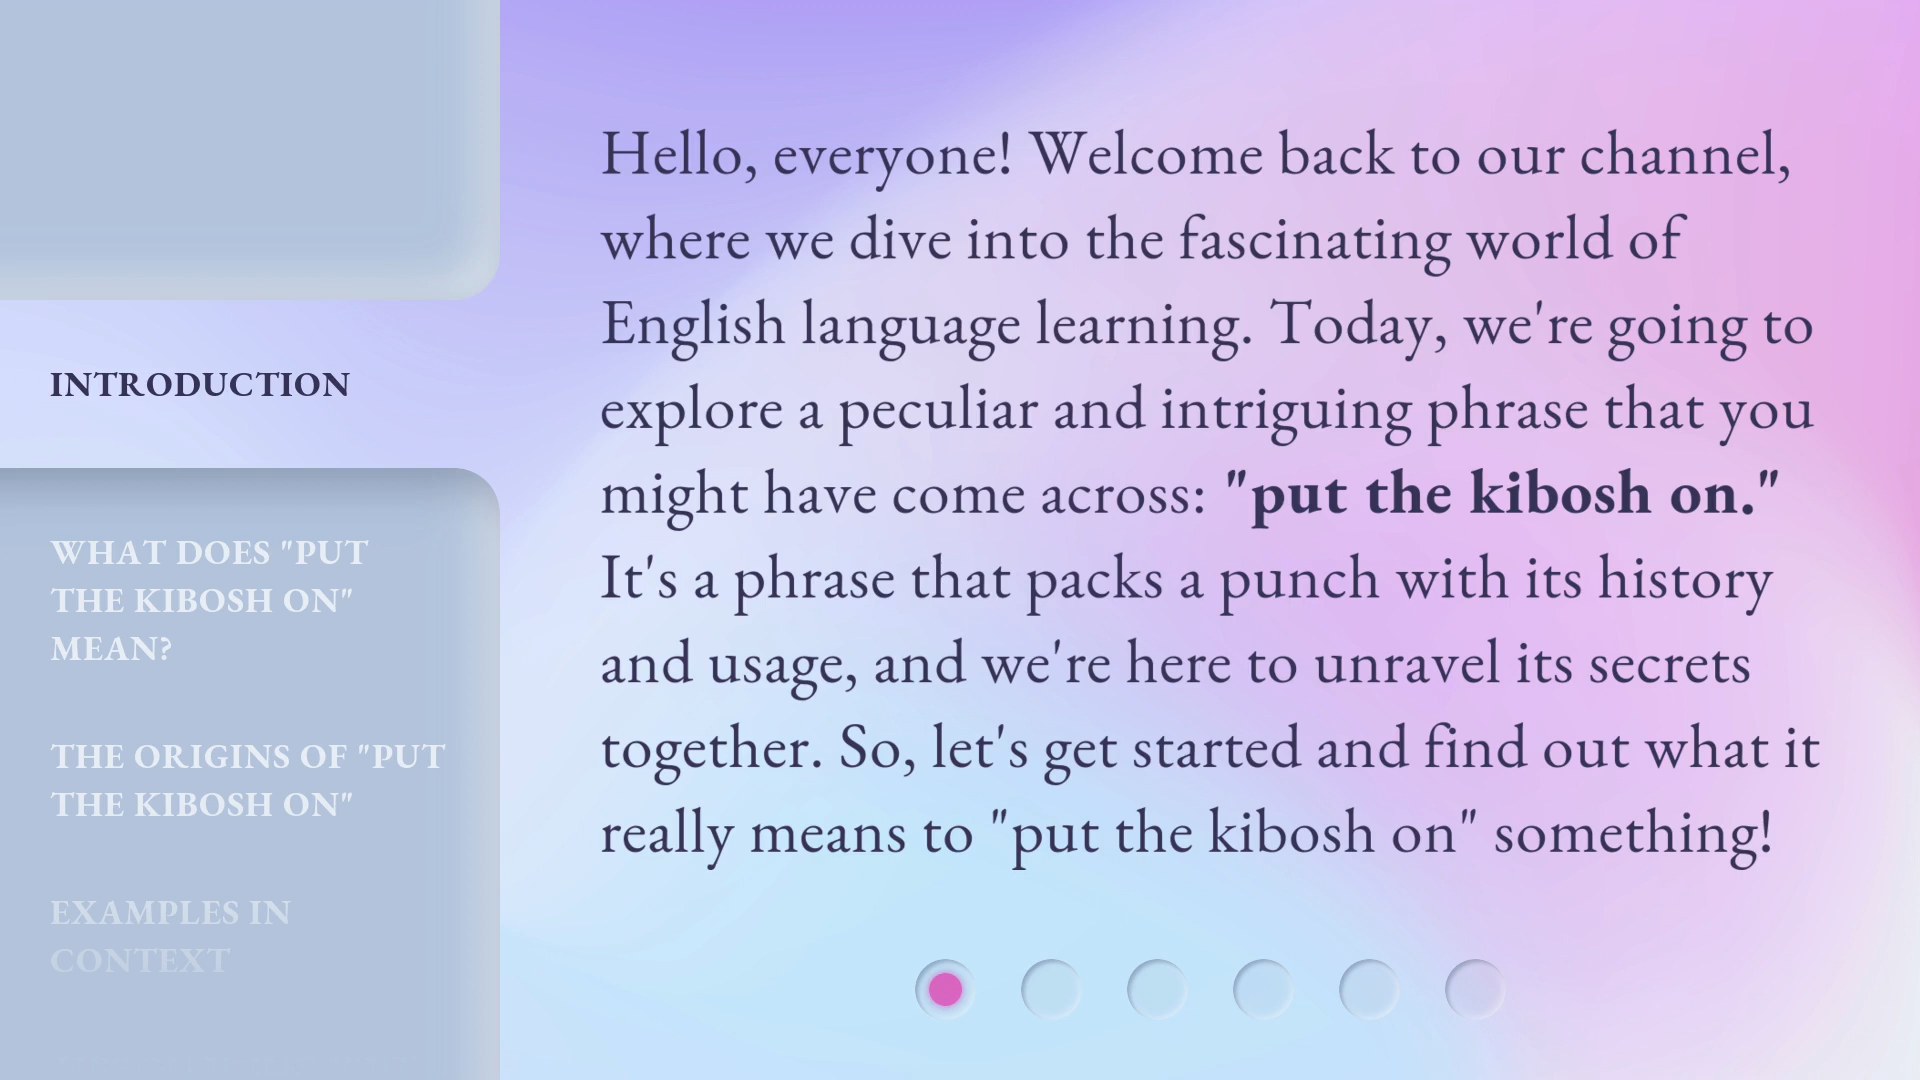 INTRODUCTION
WHAT DOES "PUT
THE KIBOSH ON"
MEAN?
THE ORIGINS OF "PUT
THE KIBOSH ON"
EXAMPLES IN
CONTEXT
Hello, everyone! Welcome back to our channel,
where we dive into the fascinating world of
English language learning. Today, we're going to
explore a peculiar and intriguing phrase that you
might have come across: "put the kibosh on."
It's a phrase that packs a punch with its history
and usage, and we're here to unravel its secrets
together. So, let's get started and find out what it
really means to "put the kibosh on" something!